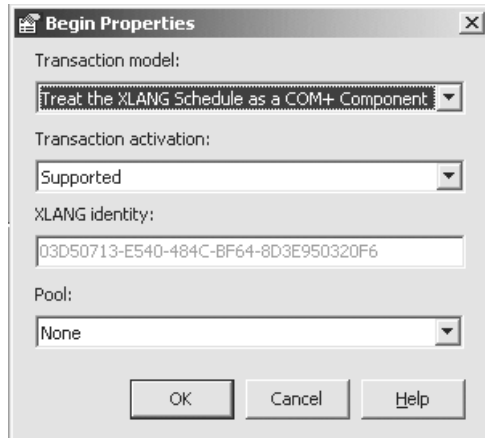 Begin Properties
Transaction model:
Treat the XLANG Schedule as a COM+ Component
Transaction activation:
Supported
XLANG identity:
03D50713-E540-484C-BF64-8D3E950320F6
Pool:
None
OK Cancel Help